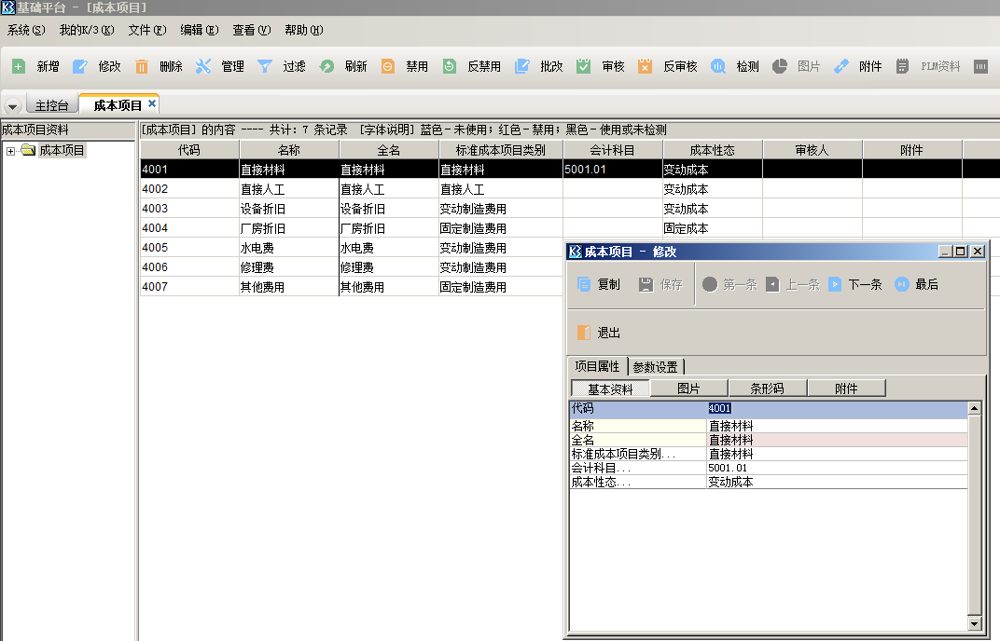 基础平台 - [成本项目]
系统(S) 我的K/3(K) 文件(F) 编辑(E) 查看(V) 帮助(H)
新增 修改 删除 管理 过滤 刷新 禁用 反禁用 批改 审核 反审核 检测 图片 附件 PLM资料
主控台 成本项目
成本项目资料
[成本项目] 的内容 ---- 共计: 7 条记录 [字体说明] 蓝色-未使用; 红色-禁用; 黑色-使用或未检测
成本项目
代码 名称 全名 标准成本项目类别 会计科目 成本性态 审核人 附件
4001 直接材料 直接材料 直接材料 5001.01 变动成本
4002 直接人工 直接人工 直接人工 变动成本
4003 设备折旧 设备折旧 变动制造费用 变动成本
4004 厂房折旧 厂房折旧 固定制造费用 固定成本
4005 水电费 水电费 变动制造费用
4006 修理费 修理费 变动制造费用
4007 其他费用 其他费用 固定制造费用
成本项目 - 修改
复制 保存 第一条 上一条 下一条 最后
退出
项目属性 参数设置
基本资料 图片 条形码 附件
代码 4001
名称 直接材料
全名 直接材料
标准成本项目类别... 直接材料
会计科目... 5001.01
成本性态... 变动成本